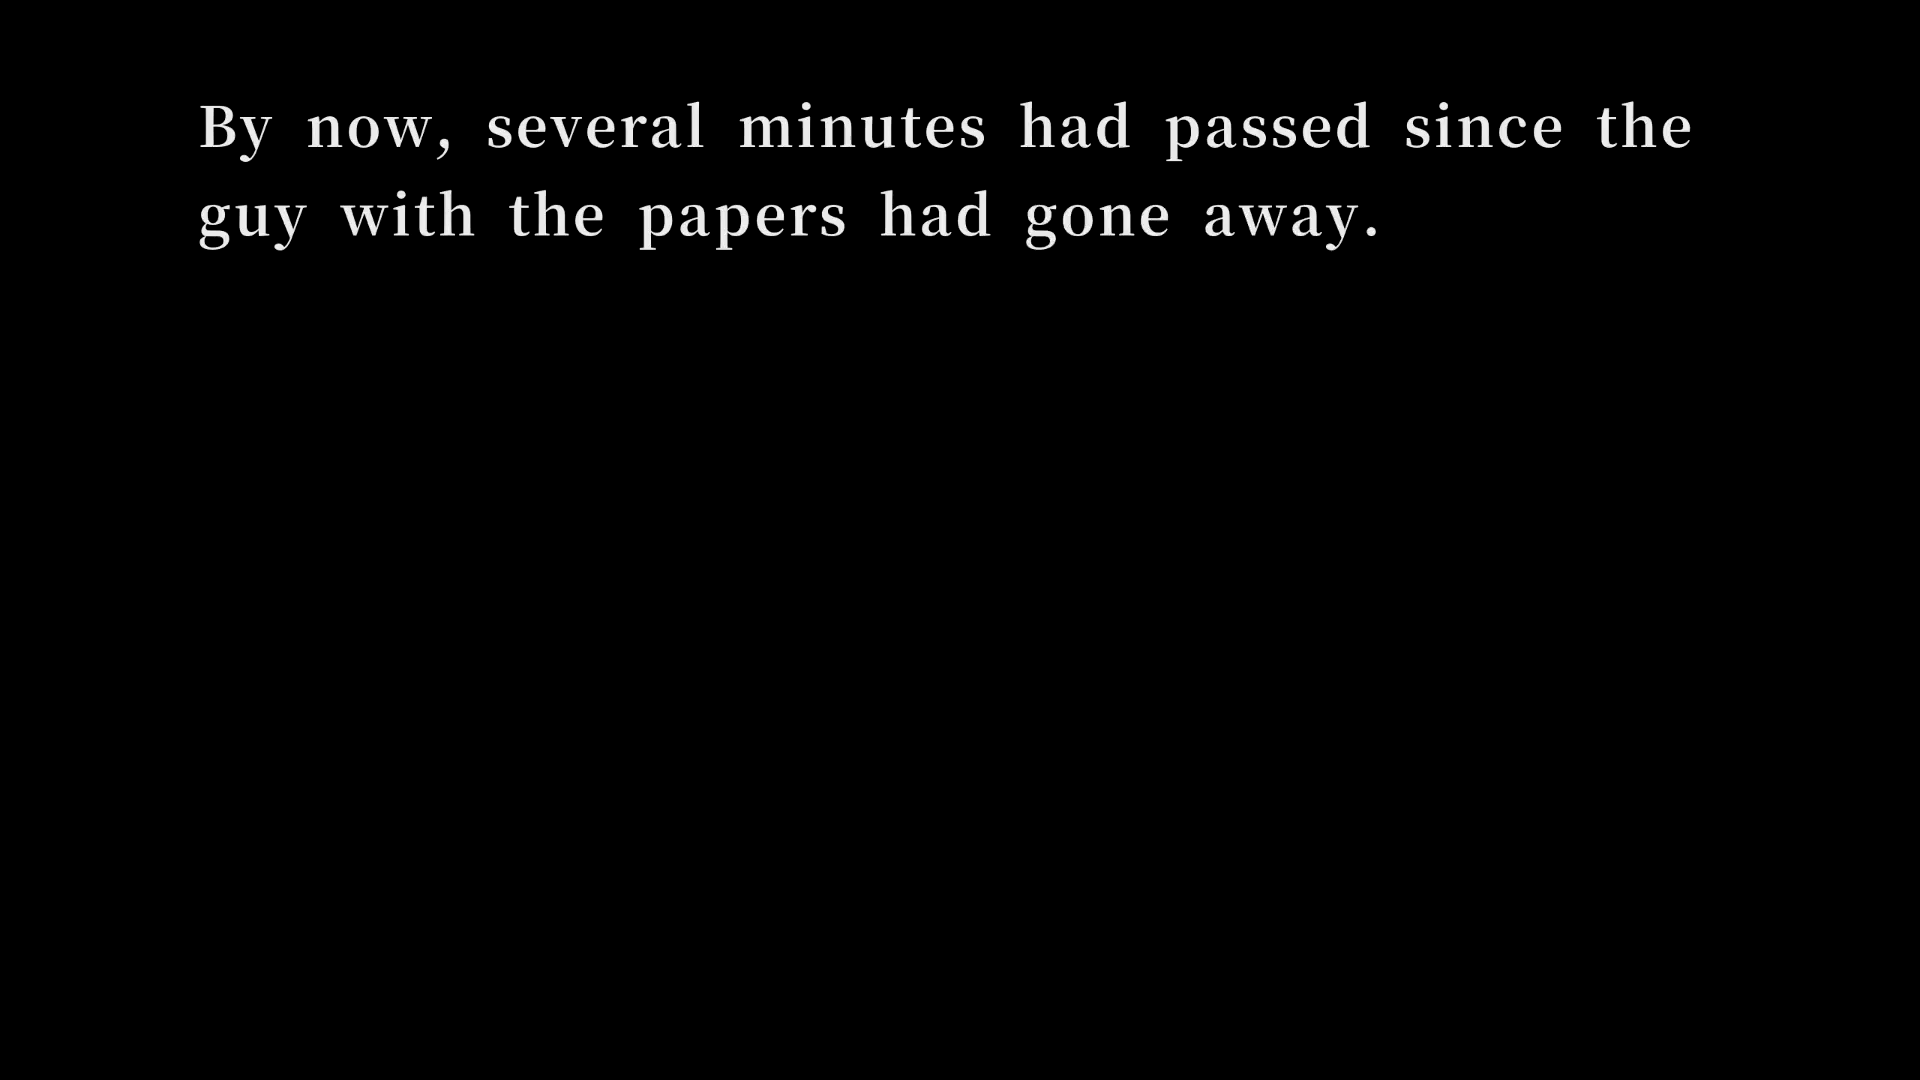 By now, several minutes had passed since the
guy with the papers had gone away.